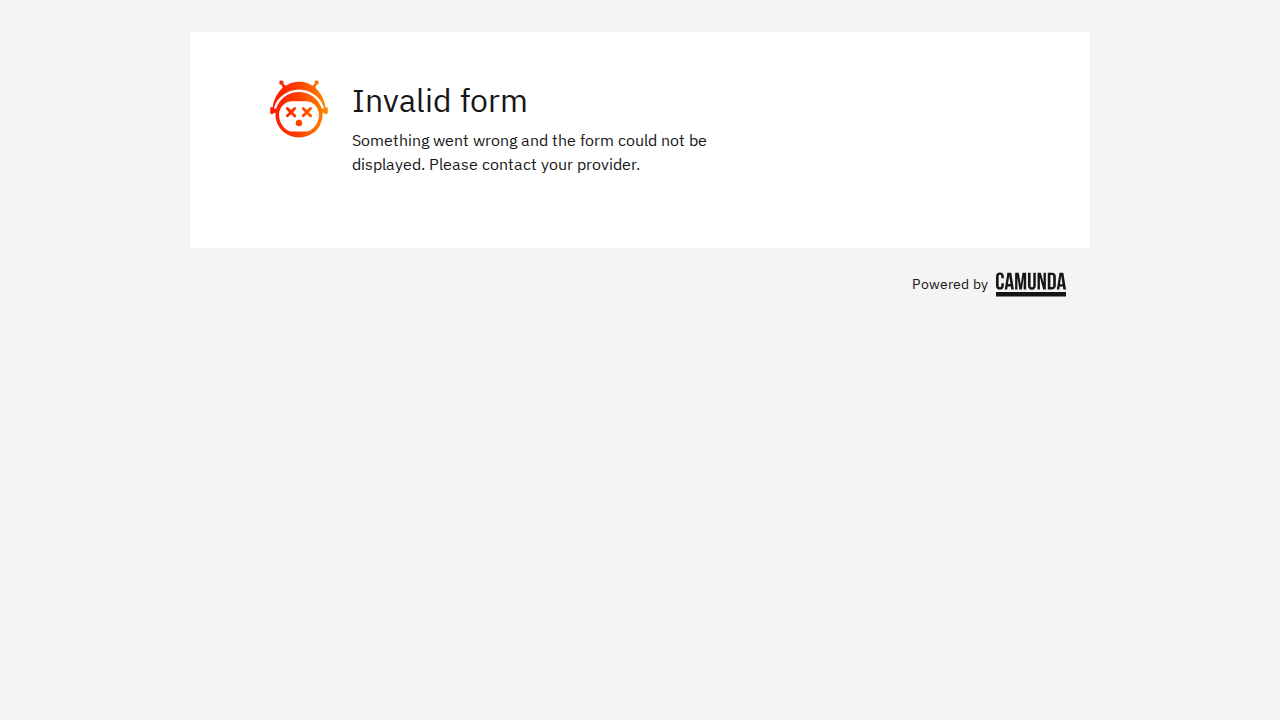 Invalid form
Something went wrong and the form could not be
displayed. Please contact your provider.
Powered by CAMUNDA